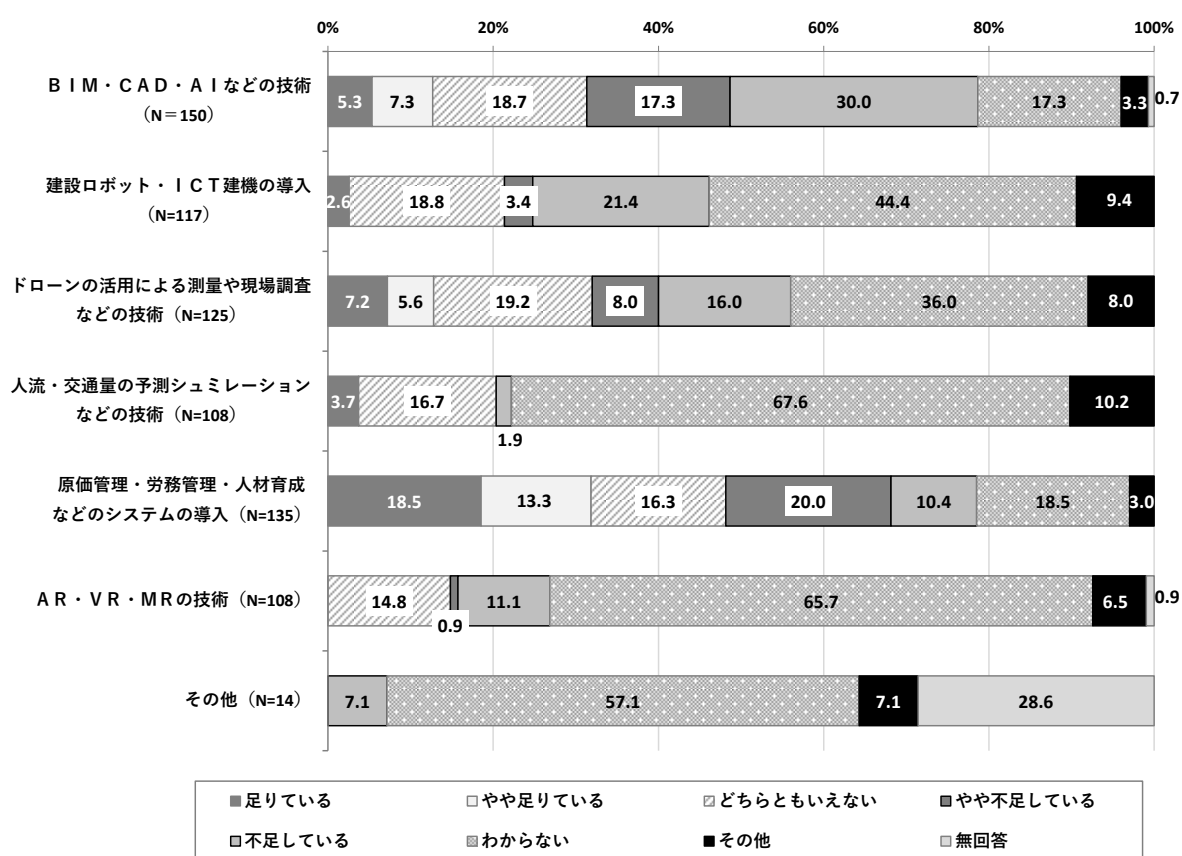 0% 20% 40% 60% 80% 100%
ＢＩＭ・ＣＡＤ・ＡＩなどの技術
（N＝150）
5.3 7.3 18.7 17.3 30.0 17.3 3.3 0.7
建設ロボット・ＩＣＴ建機の導入
（N=117）
2.6 18.8 3.4 21.4 44.4 9.4
ドローンの活用による測量や現場調査
などの技術（N=125）
7.2 5.6 19.2 8.0 16.0 36.0 8.0
人流・交通量の予測シュミレーション
などの技術（N=108）
3.7 16.7 1.9 67.6 10.2
原価管理・労務管理・人材育成
などのシステムの導入（N=135）
18.5 13.3 16.3 20.0 10.4 18.5 3.0
ＡＲ・ＶＲ・ＭＲの技術（N=108）
14.8 0.9 11.1 65.7 6.5 0.9
その他（N=14）
7.1 57.1 7.1 28.6
足りている やや足りている どちらともいえない やや不足している
不足している わからない その他 無回答